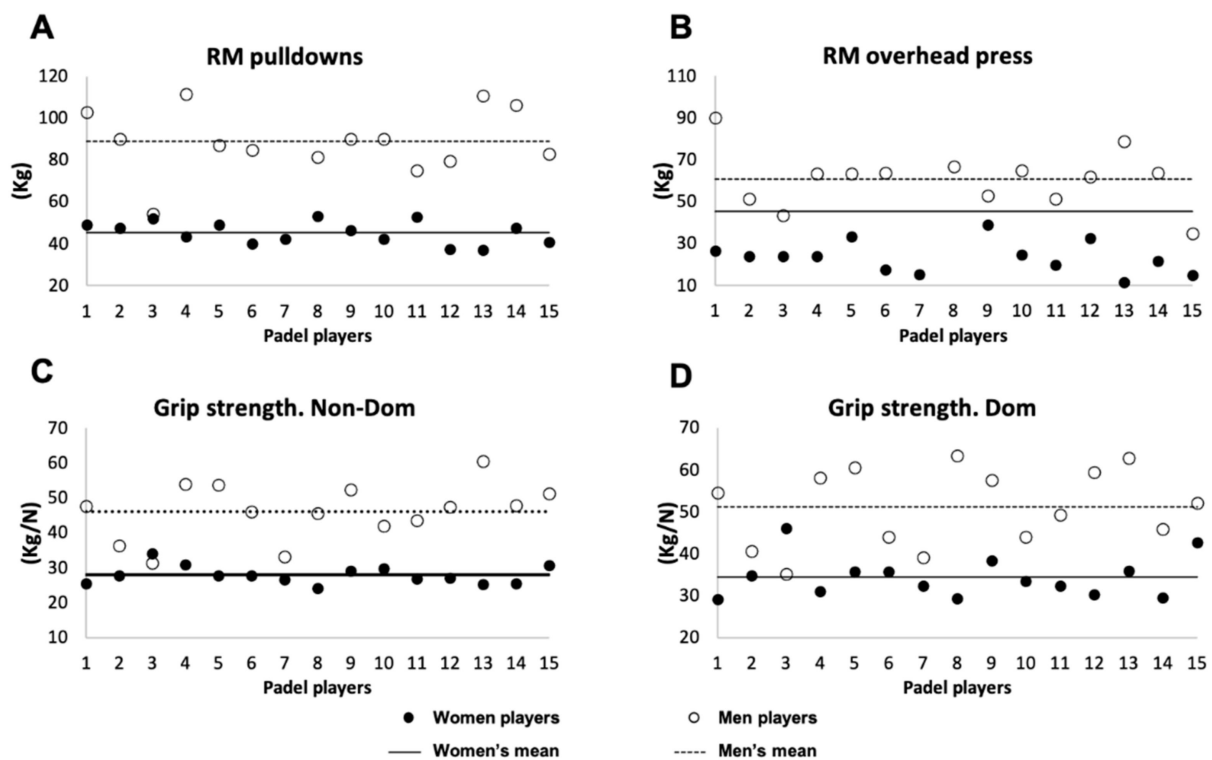 A
RM pulldowns
120
100
80
60
40
20
(Kg)
1 2 3 4 5 6 7 8 9 10 11 12 13 14 15
Padel players
B
RM overhead press
110
90
70
50
30
10
(Kg)
1 2 3 4 5 6 7 8 9 10 11 12 13 14 15
Padel players
C
Grip strength. Non-Dom
70
60
50
40
30
20
10
(Kg/N)
1 2 3 4 5 6 7 8 9 10 11 12 13 14 15
Padel players
D
Grip strength. Dom
70
60
50
40
30
20
(Kg/N)
1 2 3 4 5 6 7 8 9 10 11 12 13 14 15
Padel players
Women players
Men players
Women's mean
Men's mean